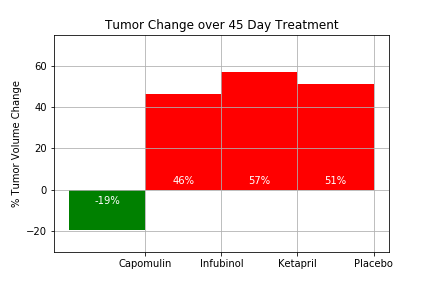 Tumor Change over 45 Day Treatment
% Tumor Volume Change
60
40
20
0
−20
-19%
46%
57%
51%
Capomulin
Infubinol
Ketapril
Placebo